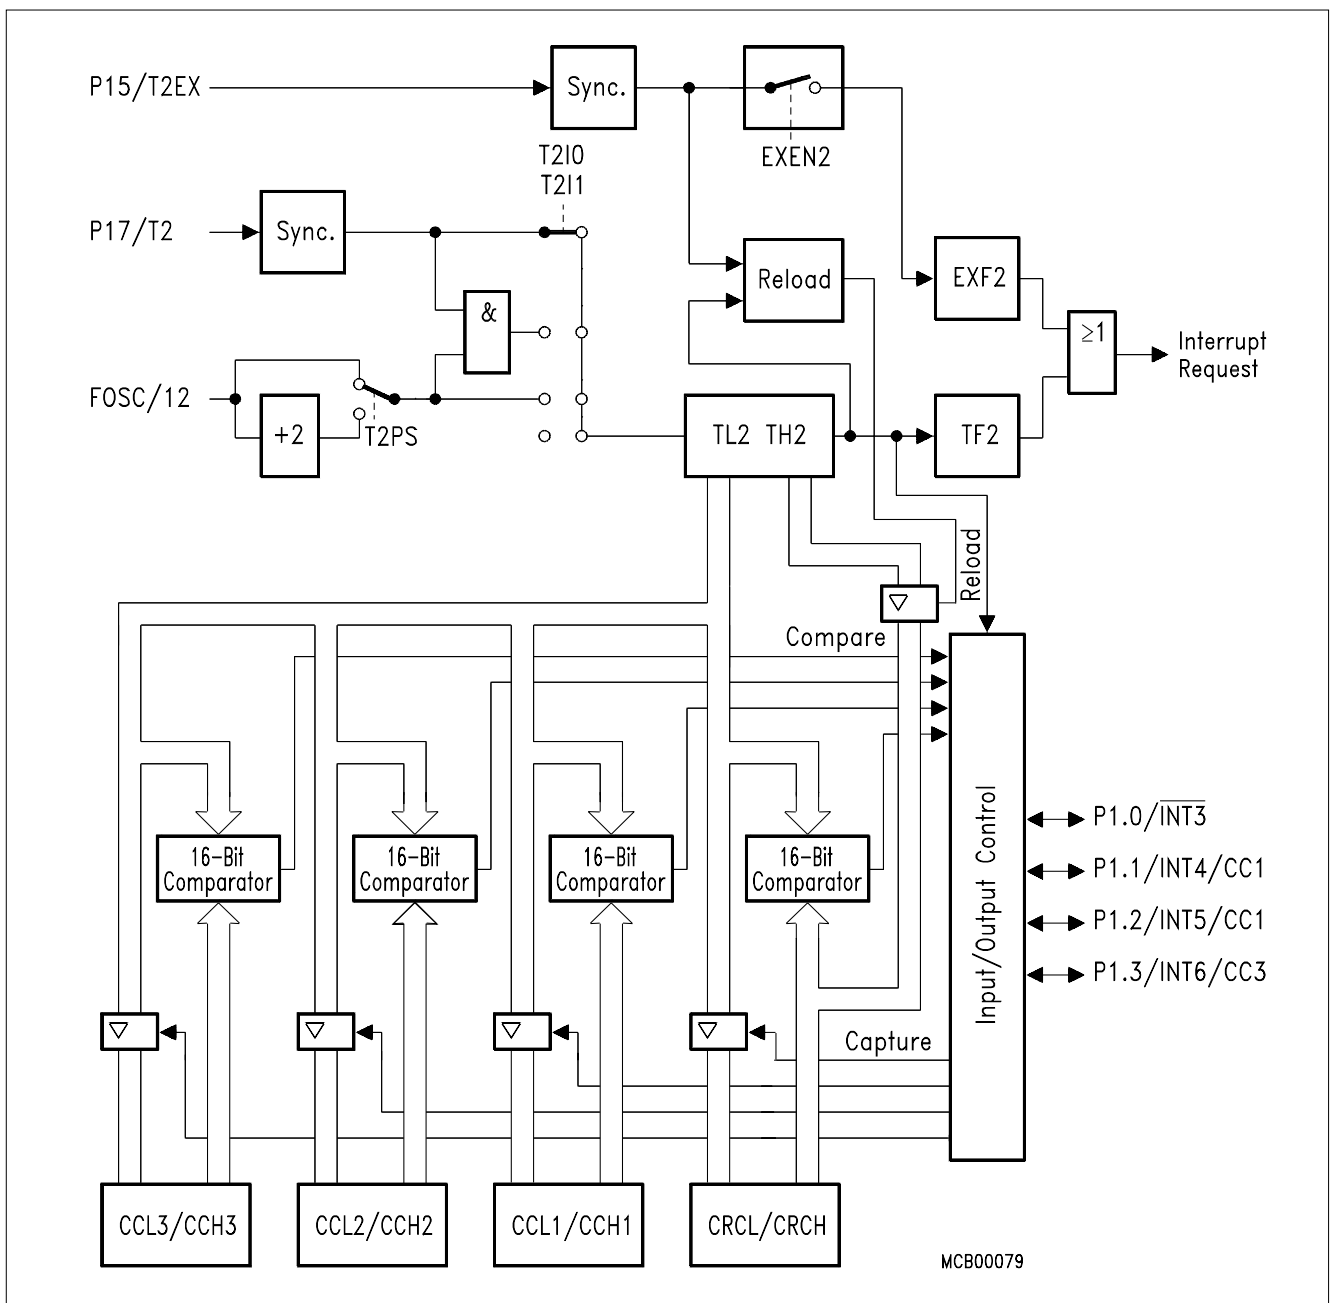 P15/T2EX
Sync.
EXEN2
T2I0
T2I1
P17/T2
Sync.
&
Reload
EXF2
≥1
Interrupt
Request
FOSC/12
+2
T2PS
TL2 TH2
TF2
Reload
Compare
16-Bit
Comparator
16-Bit
Comparator
16-Bit
Comparator
16-Bit
Comparator
Input/Output Control
P1.0/I̅N̅T̅3̅
P1.1/INT4/CC1
P1.2/INT5/CC1
P1.3/INT6/CC3
Capture
CCL3/CCH3
CCL2/CCH2
CCL1/CCH1
CRCL/CRCH
MCB00079